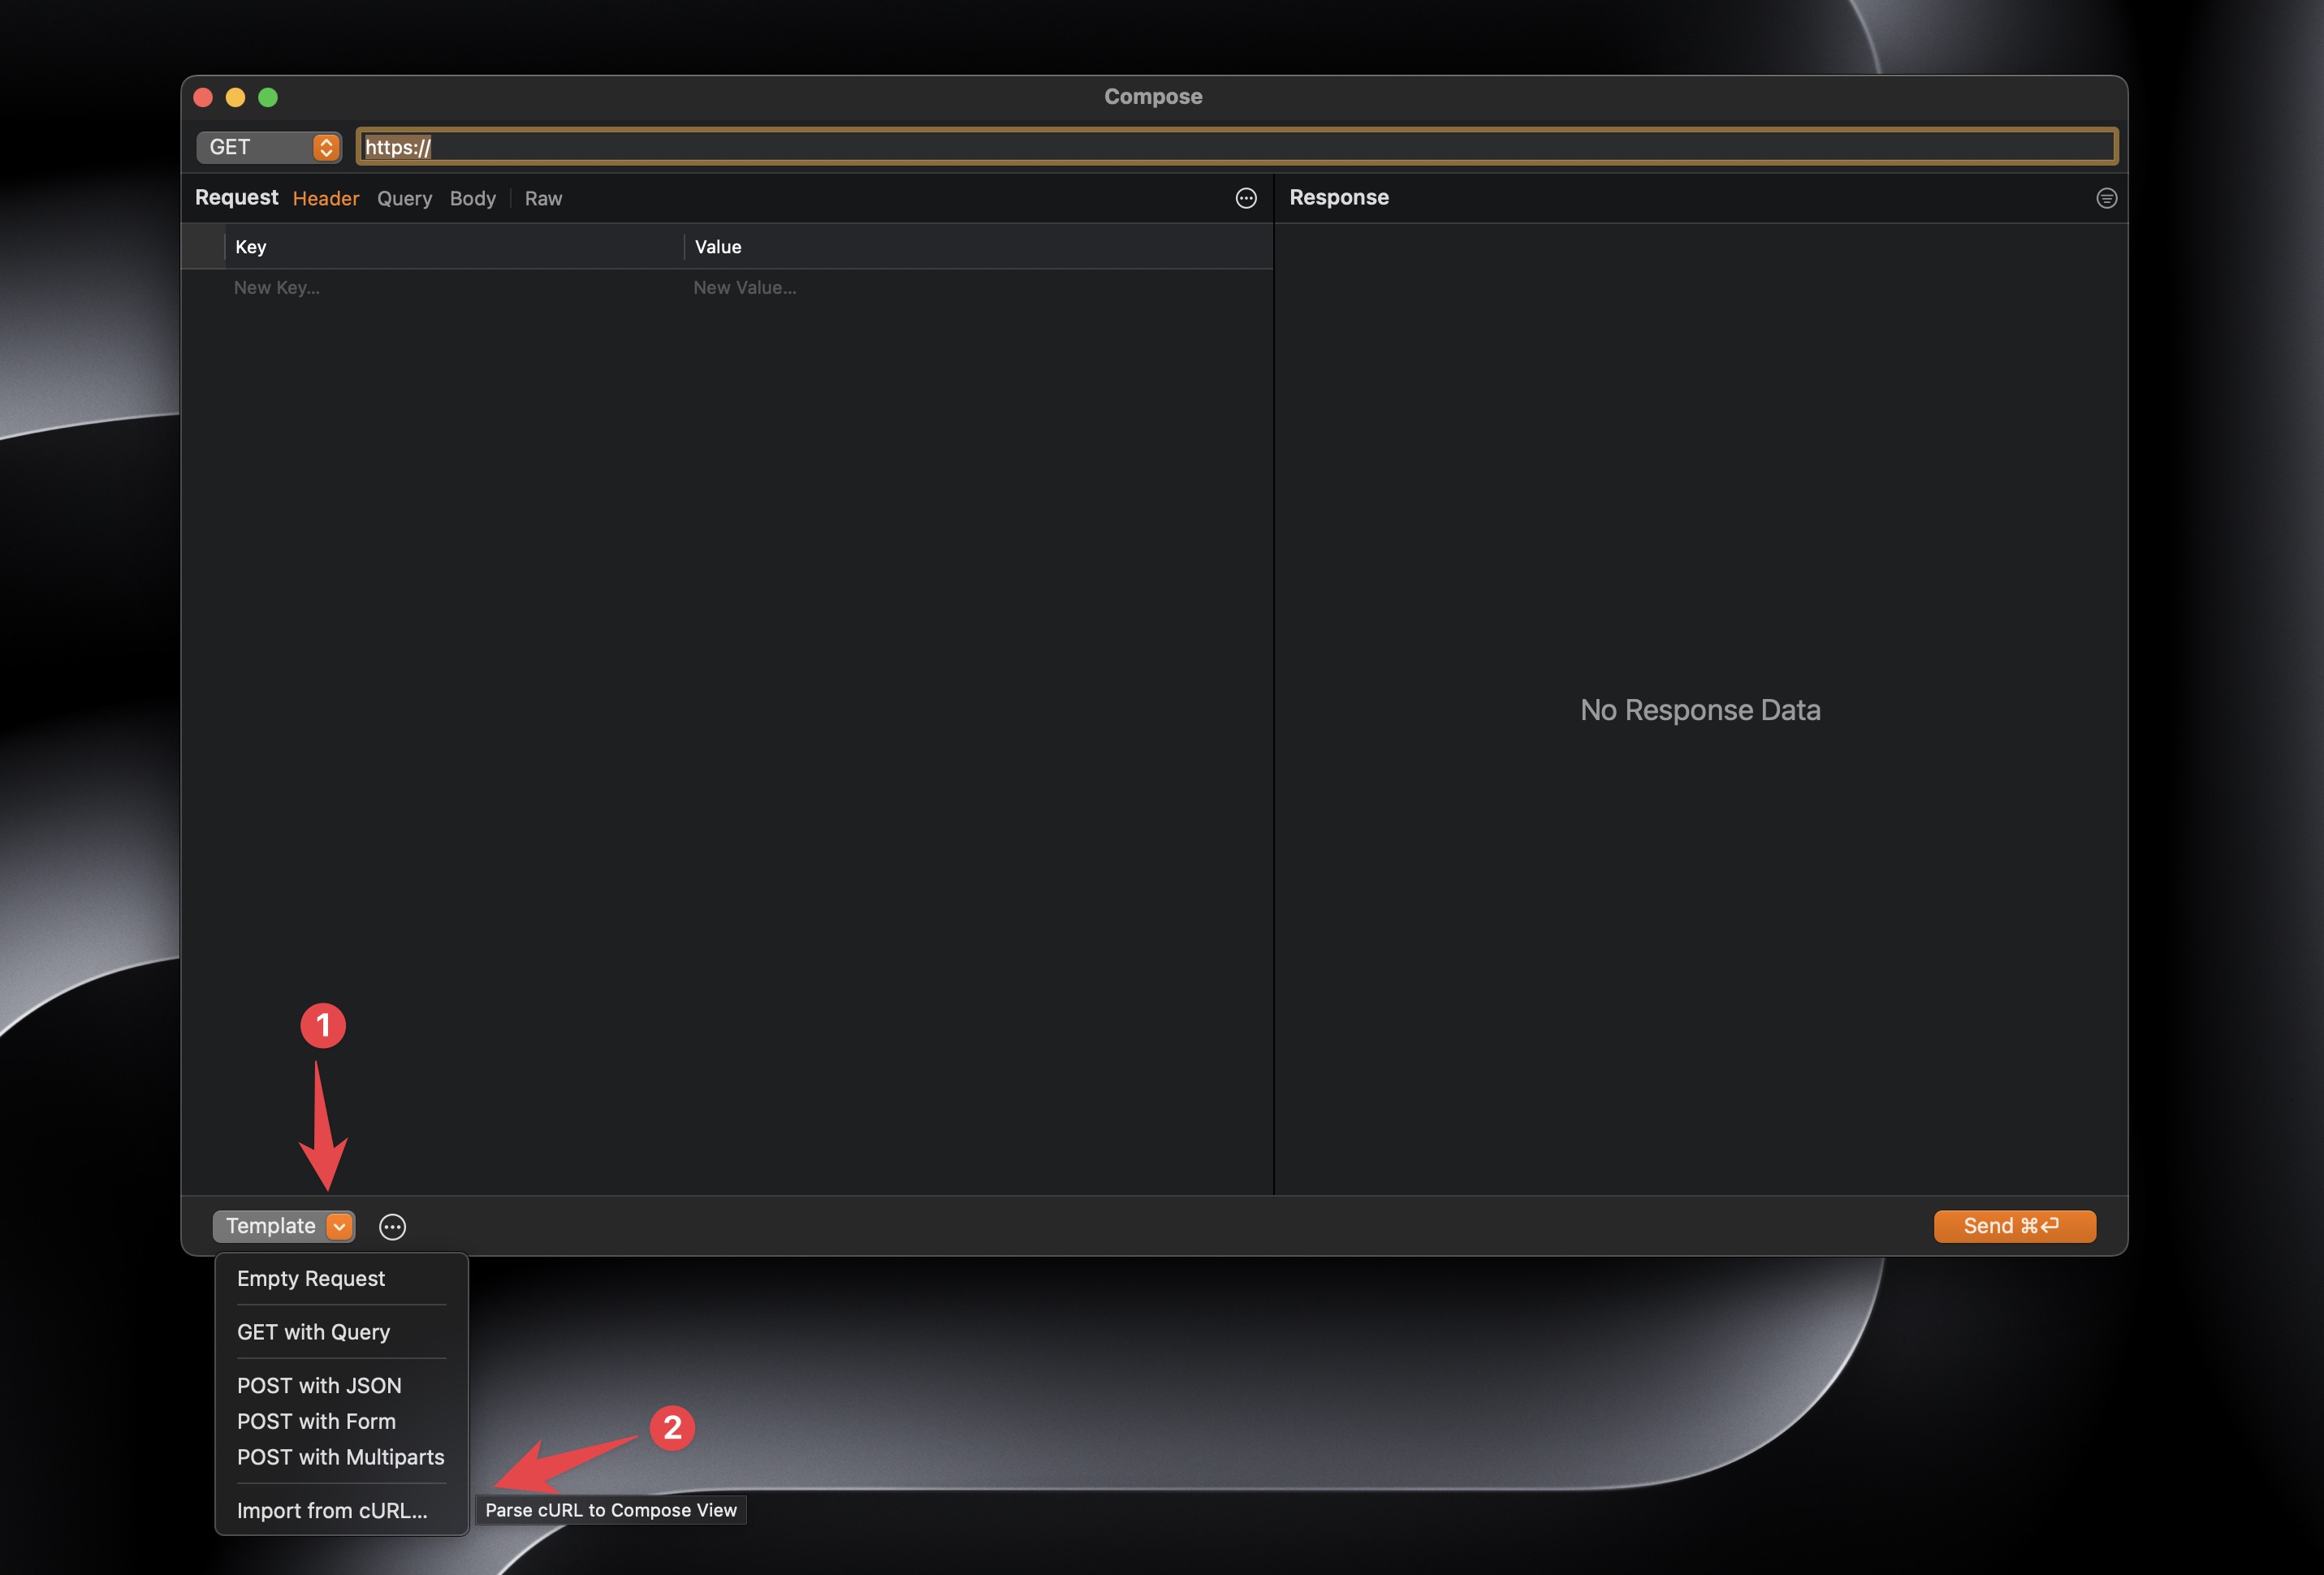 Compose
GET
https://
Request Header Query Body Raw
Response
Key Value
New Key... New Value...
No Response Data
1
Template
Send ⌘↩
Empty Request
GET with Query
POST with JSON
POST with Form
POST with Multiparts
2
Import from cURL...
Parse cURL to Compose View